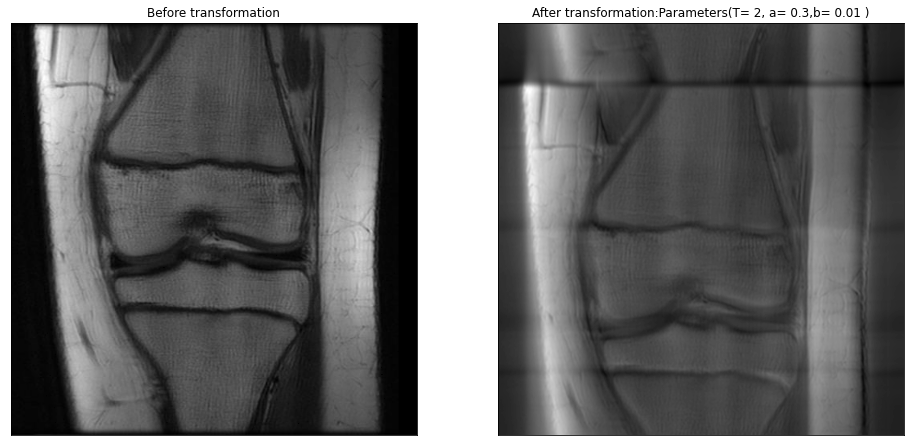 Before transformation
After transformation:Parameters(T= 2, a= 0.3,b= 0.01 )